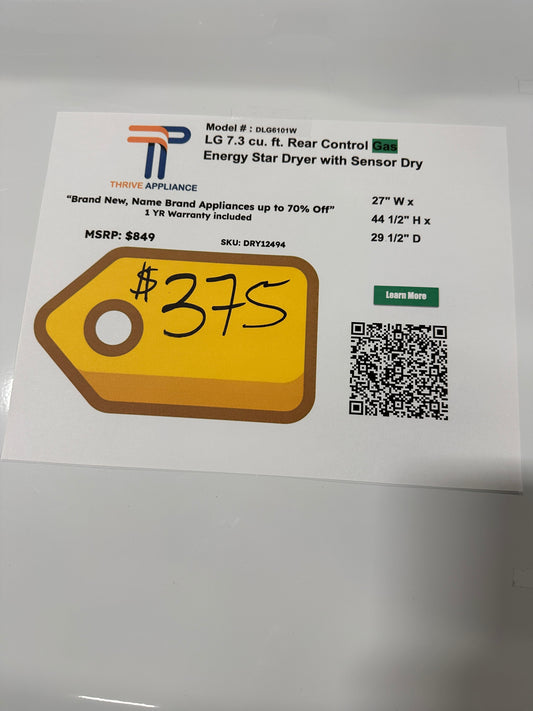 Model # : DLG6101W
LG 7.3 cu. ft. Rear Control Gas
Energy Star Dryer with Sensor Dry
THRIVE APPLIANCE
"Brand New, Name Brand Appliances up to 70% Off"
1 YR Warranty included
27" W x
44 1/2" H x
29 1/2" D
MSRP: $849
SKU: DRY12494
$375
Learn More